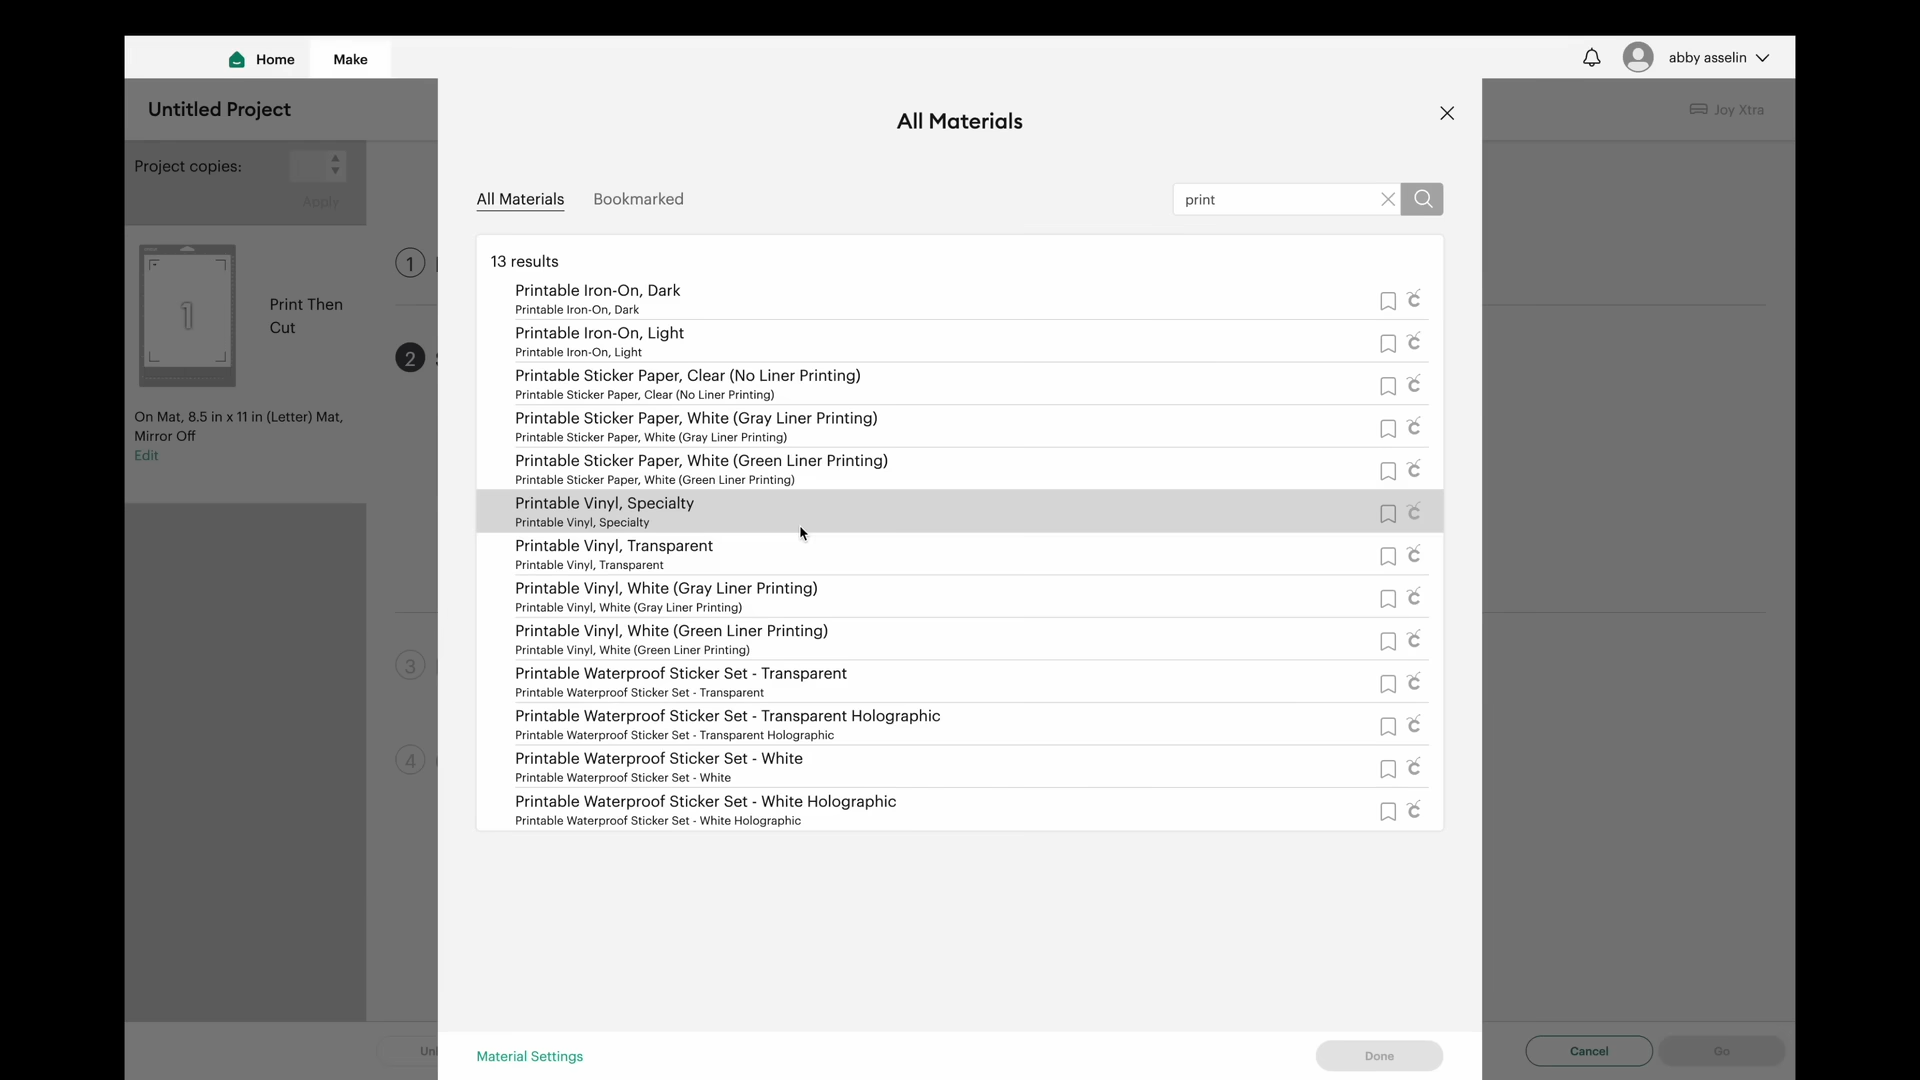 Home
Make
abby asselin
Untitled Project
Joy Xtra
All Materials
Project copies:
Apply
All Materials
Bookmarked
print
13 results
Printable Iron-On, Dark
Printable Iron-On, Dark
Printable Iron-On, Light
Printable Iron-On, Light
Printable Sticker Paper, Clear (No Liner Printing)
Printable Sticker Paper, Clear (No Liner Printing)
Printable Sticker Paper, White (Gray Liner Printing)
Printable Sticker Paper, White (Gray Liner Printing)
Printable Sticker Paper, White (Green Liner Printing)
Printable Sticker Paper, White (Green Liner Printing)
Printable Vinyl, Specialty
Printable Vinyl, Specialty
Printable Vinyl, Transparent
Printable Vinyl, Transparent
Printable Vinyl, White (Gray Liner Printing)
Printable Vinyl, White (Gray Liner Printing)
Printable Vinyl, White (Green Liner Printing)
Printable Vinyl, White (Green Liner Printing)
Printable Waterproof Sticker Set - Transparent
Printable Waterproof Sticker Set - Transparent
Printable Waterproof Sticker Set - Transparent Holographic
Printable Waterproof Sticker Set - Transparent Holographic
Printable Waterproof Sticker Set - White
Printable Waterproof Sticker Set - White
Printable Waterproof Sticker Set - White Holographic
Printable Waterproof Sticker Set - White Holographic
1
Print Then
Cut
On Mat, 8.5 in x 11 in (Letter) Mat,
Mirror Off
Edit
1
2
3
4
Material Settings
Done
Cancel
Go